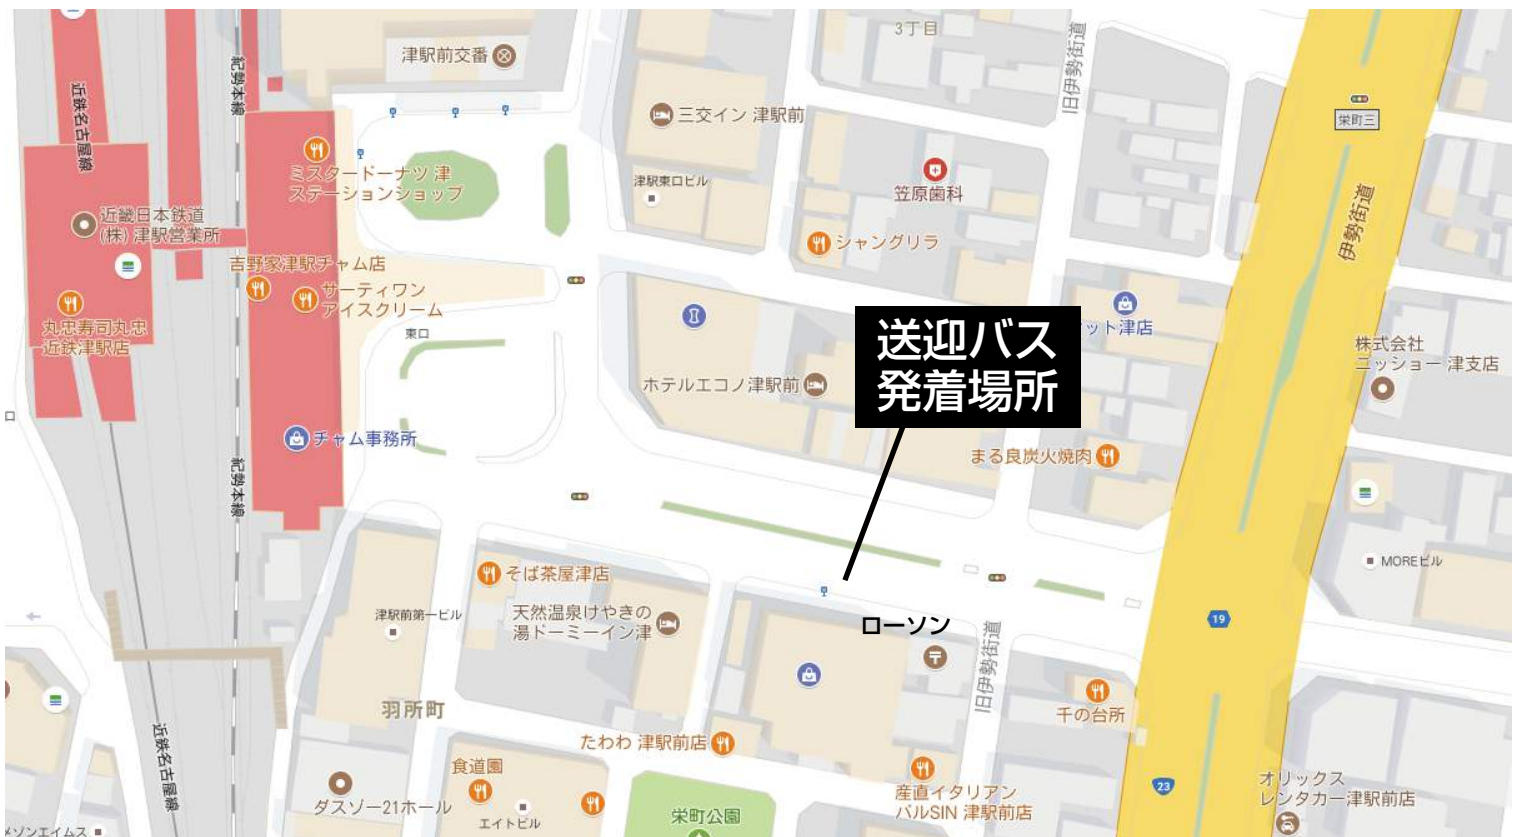 3丁目
旧伊勢街道
津駅前交番
紀勢本線
近鉄名古屋線
三交イン 津駅前
栄町三
ミスタードーナツ 津
ステーションショップ
津駅東口ビル
笠原歯科
伊勢街道
近畿日本鉄道
(株) 津駅営業所
シャングリラ
吉野家津駅チャム店
サーティワン
アイスクリーム
丸忠寿司丸忠
近鉄津駅店
東口
送迎バス
発着場所
ット津店
株式会社
ニッショー 津支店
ホテルエコノ津駅前
口
チャム事務所
まる良炭火焼肉
紀勢本線
MOREビル
そば茶屋津店
天然温泉けやきの
湯ドーミーイン津
津駅前第一ビル
ローソン
19
旧伊勢街道
羽所町
千の台所
たわわ 津駅前店
近鉄名古屋線
食道園
ダスゾー21ホール
エイトビル
栄町公園
産直イタリアン
バルSIN 津駅前店
23
オリックス
レンタカー津駅前店
メゾンエイムス